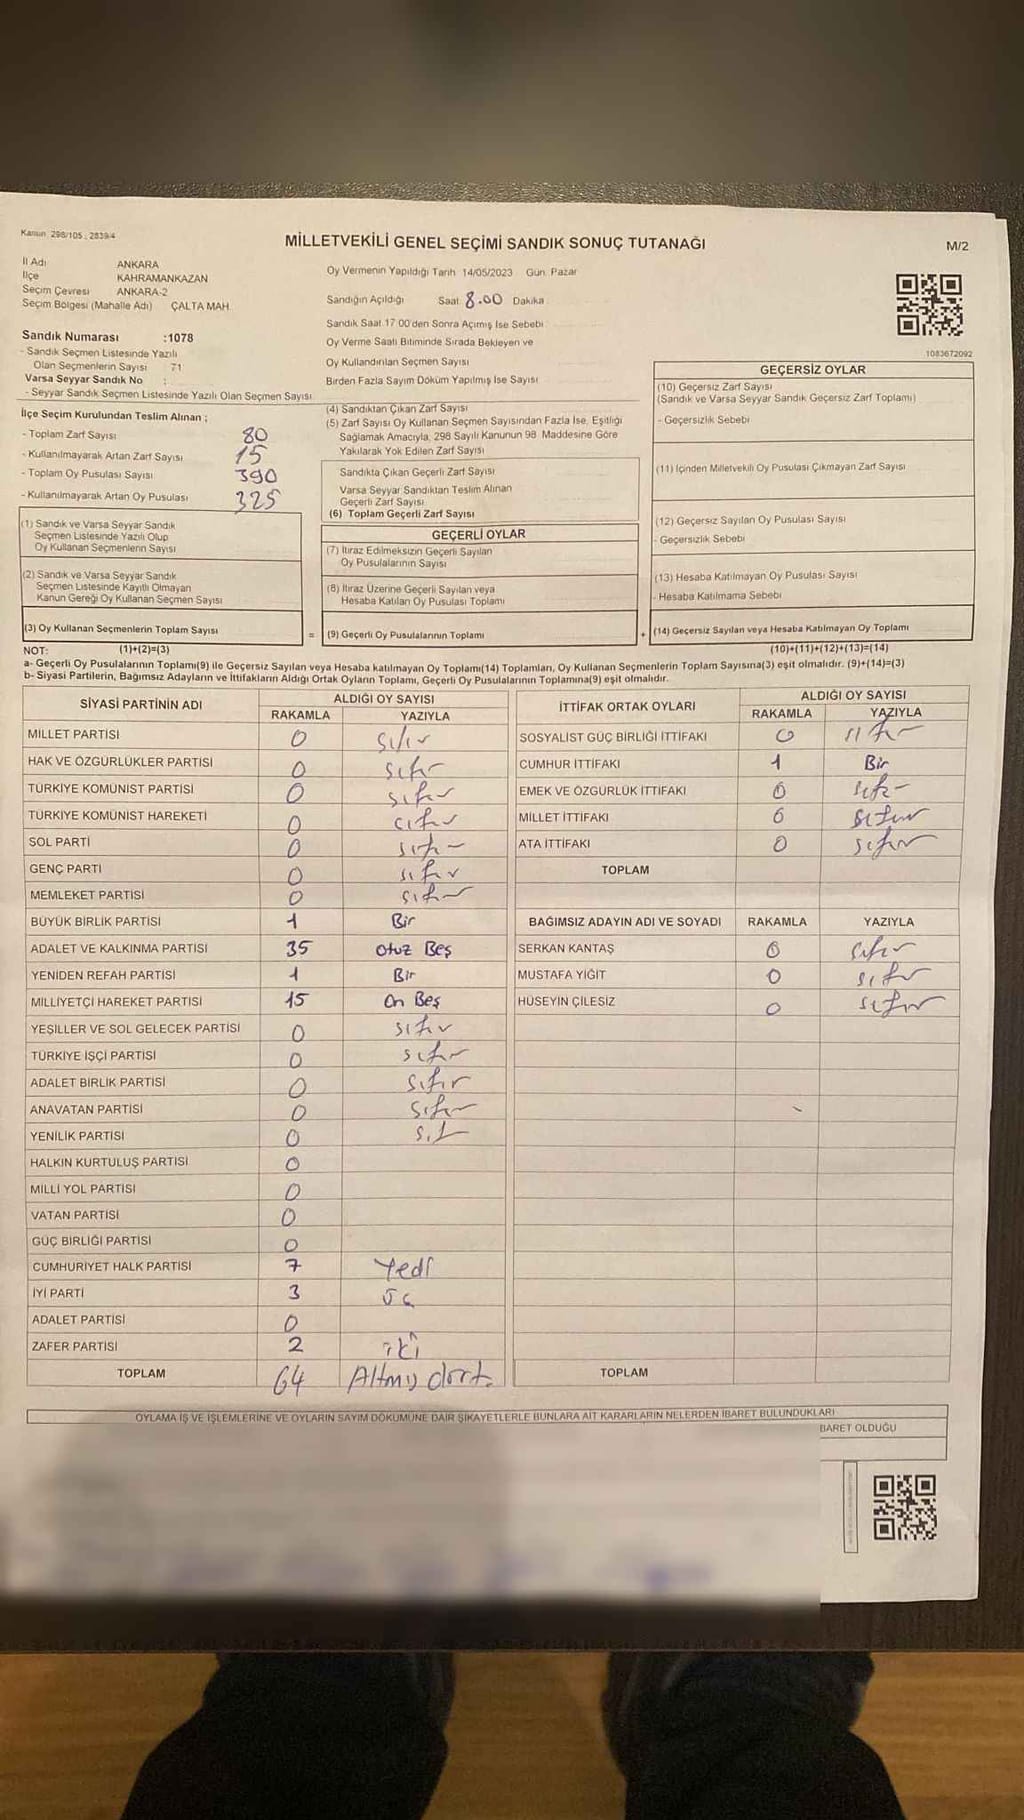 Kanun 298/105, 2839/4
MİLLETVEKİLİ GENEL SEÇİMİ SANDIK SONUÇ TUTANAĞI
M/2
İl Adı ANKARA
İlçe KAHRAMANKAZAN
Seçim Çevresi ANKARA-2
Seçim Bölgesi (Mahalle Adı) ÇALTA MAH
Oy Vermenin Yapıldığı Tarih 14/05/2023 Gün Pazar
Sandığın Açıldığı Saat 8.00 Dakika
Sandık Saat 17 00'den Sonra Açımış İse Sebebi
Oy Verme Saati Bitiminde Sırada Bekleyen ve
Oy Kullandırılan Seçmen Sayısı
Birden Fazla Sayım Döküm Yapılmış İse Sayısı
1083672092
Sandık Numarası :1078
- Sandık Seçmen Listesinde Yazılı
Olan Seçmenlerin Sayısı 71
Varsa Seyyar Sandık No :
- Seyyar Sandık Seçmen Listesinde Yazılı Olan Seçmen Sayısı
İlçe Seçim Kurulundan Teslim Alınan ;
- Toplam Zarf Sayısı 80
- Kullanılmayarak Artan Zarf Sayısı 15
- Toplam Oy Pusulası Sayısı 390
- Kullanılmayarak Artan Oy Pusulası 325
(1) Sandık ve Varsa Seyyar Sandık
Seçmen Listesinde Yazılı Olup
Oy Kullanan Seçmenlerin Sayısı
(2) Sandık ve Varsa Seyyar Sandık
Seçmen Listesinde Kayıtlı Olmayan
Kanun Gereği Oy Kullanan Seçmen Sayısı
(3) Oy Kullanan Seçmenlerin Toplam Sayısı
(4) Sandıktan Çıkan Zarf Sayısı
(5) Zarf Sayısı Oy Kullanan Seçmen Sayısından Fazla İse, Eşitliği
Sağlamak Amacıyla, 298 Sayılı Kanunun 98. Maddesine Göre
Yakılarak Yok Edilen Zarf Sayısı
Sandıkta Çıkan Geçerli Zarf Sayısı
Varsa Seyyar Sandıktan Teslim Alınan
Geçerli Zarf Sayısı
(6) Toplam Geçerli Zarf Sayısı
GEÇERLİ OYLAR
(7) İtiraz Edilmeksizin Geçerli Sayılan
Oy Pusulalarının Sayısı
(8) İtiraz Üzerine Geçerli Sayılan veya
Hesaba Katılan Oy Pusulası Toplamı
= (9) Geçerli Oy Pusulalarının Toplamı
GEÇERSİZ OYLAR
(10) Geçersiz Zarf Sayısı
(Sandık ve Varsa Seyyar Sandık Geçersiz Zarf Toplamı)
- Geçersizlik Sebebi
(11) İçinden Milletvekili Oy Pusulası Çıkmayan Zarf Sayısı
(12) Geçersiz Sayılan Oy Pusulası Sayısı
- Geçersizlik Sebebi
(13) Hesaba Katılmayan Oy Pusulası Sayısı
- Hesaba Katılmama Sebebi
+ (14) Geçersiz Sayılan veya Hesaba Katılmayan Oy Toplamı
NOT: (1)+(2)=(3) (10)+(11)+(12)+(13)=(14)
a- Geçerli Oy Pusulalarının Toplamı(9) ile Geçersiz Sayılan veya Hesaba katılmayan Oy Toplamı(14) Toplamları, Oy Kullanan Seçmenlerin Toplam Sayısına(3) eşit olmalıdır. (9)+(14)=(3)
b- Siyasi Partilerin, Bağımsız Adayların ve İttifakların Aldığı Ortak Oyların Toplamı, Geçerli Oy Pusulalarının Toplamına(9) eşit olmalıdır.
SİYASİ PARTİNİN ADI ALDIĞI OY SAYISI
RAKAMLA YAZIYLA
MİLLET PARTİSİ 0 sıfır
HAK VE ÖZGÜRLÜKLER PARTİSİ 0 sıfır
TÜRKİYE KOMÜNİST PARTİSİ 0 sıfır
TÜRKİYE KOMÜNİST HAREKETİ 0 sıfır
SOL PARTİ 0 sıfır
GENÇ PARTİ 0 sıfır
MEMLEKET PARTİSİ 0 sıfır
BÜYÜK BİRLİK PARTİSİ 1 Bir
ADALET VE KALKINMA PARTİSİ 35 Otuz Beş
YENİDEN REFAH PARTİSİ 1 Bir
MİLLİYETÇİ HAREKET PARTİSİ 15 On Beş
YEŞİLLER VE SOL GELECEK PARTİSİ 0 sıfır
TÜRKİYE İŞÇİ PARTİSİ 0 sıfır
ADALET BİRLİK PARTİSİ 0 sıfır
ANAVATAN PARTİSİ 0 sıfır
YENİLİK PARTİSİ 0 sıf
HALKIN KURTULUŞ PARTİSİ 0
MİLLİ YOL PARTİSİ 0
VATAN PARTİSİ 0
GÜÇ BİRLİĞİ PARTİSİ 0
CUMHURİYET HALK PARTİSİ 7 Yedi
İYİ PARTİ 3 üç
ADALET PARTİSİ 0
ZAFER PARTİSİ 2 iki
TOPLAM 64 Altmış dört
İTTİFAK ORTAK OYLARI ALDIĞI OY SAYISI
RAKAMLA YAZIYLA
SOSYALİST GÜÇ BİRLİĞİ İTTİFAKI 0 sıfır
CUMHUR İTTİFAKI 1 Bir
EMEK VE ÖZGÜRLÜK İTTİFAKI 0 sıfır
MİLLET İTTİFAKI 0 sıfır
ATA İTTİFAKI 0 sıfır
TOPLAM
BAĞIMSIZ ADAYIN ADI VE SOYADI RAKAMLA YAZIYLA
SERKAN KANTAŞ 0 sıfır
MUSTAFA YİĞİT 0 sıfır
HÜSEYİN ÇİLESİZ 0 sıfır
TOPLAM
OYLAMA İŞ VE İŞLEMLERİNE VE OYLARIN SAYIM DÖKÜMÜNE DAİR ŞİKAYETLERLE BUNLARA AİT KARARLARIN NELERDEN İBARET BULUNDUKLARI
BARET OLDUĞU